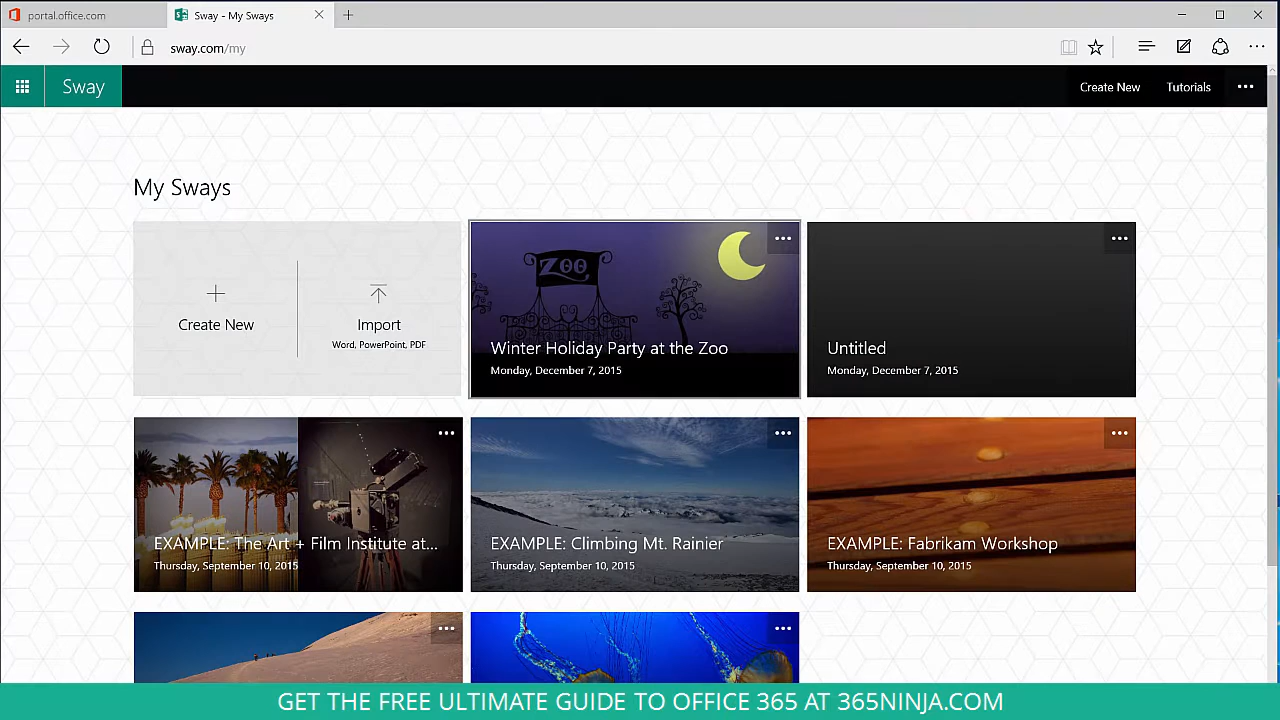 portal.office.com
Sway - My Sways
sway.com/my
Sway
Create New
Tutorials
My Sways
Create New
Import
Word, PowerPoint, PDF
ZOO
Winter Holiday Party at the Zoo
Monday, December 7, 2015
Untitled
Monday, December 7, 2015
EXAMPLE: The Art + Film Institute at...
Thursday, September 10, 2015
EXAMPLE: Climbing Mt. Rainier
Thursday, September 10, 2015
EXAMPLE: Fabrikam Workshop
Thursday, September 10, 2015
GET THE FREE ULTIMATE GUIDE TO OFFICE 365 AT 365NINJA.COM